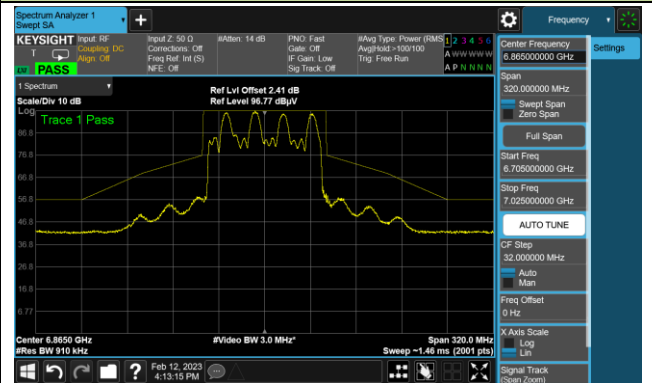 Spectrum Analyzer 1
Swept SA
Frequency
KEYSIGHT
Input: RF
Coupling: DC
Align: Off
Input Z: 50 Ω
Corrections: Off
Freq Ref: Int (S)
NFE: Off
#Atten: 14 dB
PNO: Fast
Gate: Off
IF Gain: Low
Sig Track: Off
#Avg Type: Power (RMS
Avg|Hold:>100/100
Trig: Free Run
1 2 3 4 5 6
A W W W W W
A P N N N N
T
PASS
1 Spectrum
Scale/Div 10 dB
Ref Lvl Offset 2.41 dB
Ref Level 96.77 dBµV
Log
Trace 1 Pass
86.8
76.8
66.8
56.8
46.8
36.8
26.8
16.8
6.77
Center 6.8650 GHz
#Res BW 910 kHz
#Video BW 3.0 MHz*
Span 320.0 MHz
Sweep ~1.46 ms (2001 pts)
Center Frequency
6.865000000 GHz
Settings
Span
320.000000 MHz
Swept Span
Zero Span
Full Span
Start Freq
6.705000000 GHz
Stop Freq
7.025000000 GHz
AUTO TUNE
CF Step
32.000000 MHz
Auto
Man
Freq Offset
0 Hz
X Axis Scale
Log
Lin
Signal Track
(Span Zoom)
?
Feb 12, 2023
4:13:15 PM